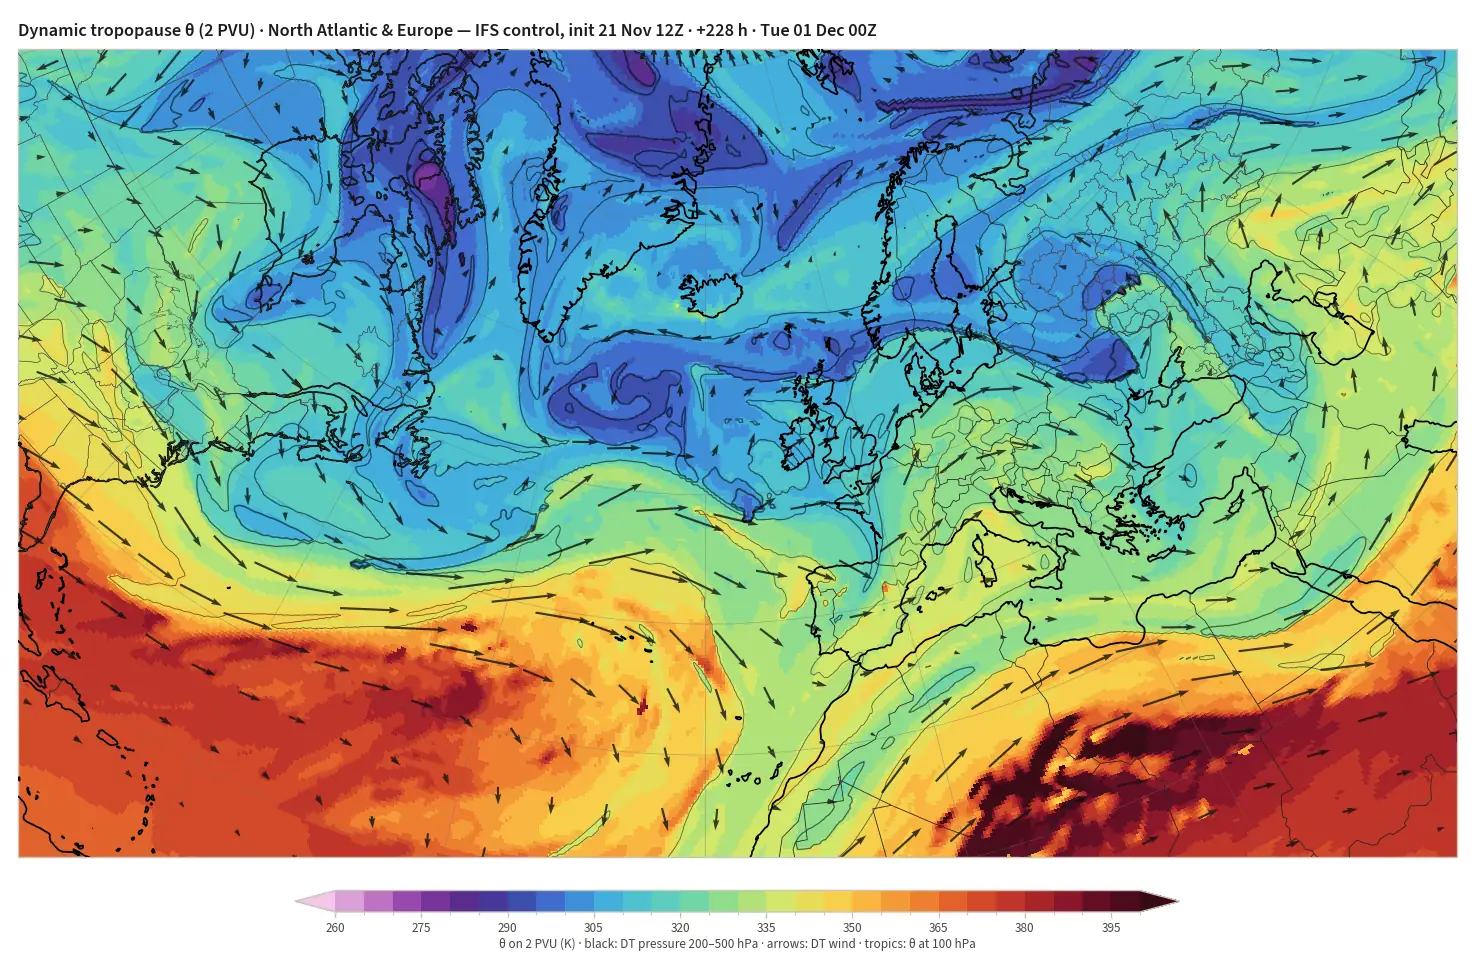 Dynamic tropopause θ (2 PVU) · North Atlantic & Europe — IFS control, init 21 Nov 12Z · +228 h · Tue 01 Dec 00Z
260 275 290 305 320 335 350 365 380 395
θ on 2 PVU (K) · black: DT pressure 200–500 hPa · arrows: DT wind · tropics: θ at 100 hPa